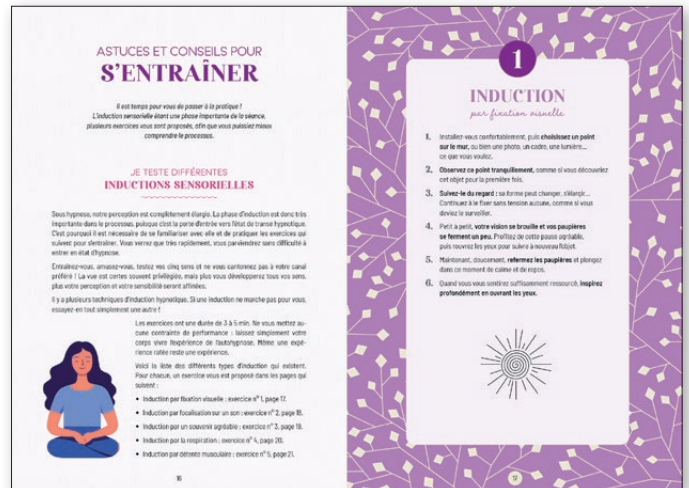 ASTUCES ET CONSEILS POUR
S'ENTRAÎNER
Il est temps pour vous de passer à la pratique !
L'induction sensorielle étant une phase importante de la séance,
plusieurs exercices vous sont proposés, afin que vous puissiez mieux
comprendre le processus.
JE TESTE DIFFÉRENTES
INDUCTIONS SENSORIELLES
Sous hypnose, notre perception est complètement élargie. La phase d'induction est donc très
importante dans le processus, puisque c'est la porte d'entrée vers l'état de transe hypnotique.
C'est pourquoi il est nécessaire de se familiariser avec elle et de pratiquer les exercices qui
suivent pour s'entraîner. Vous verrez que très rapidement, vous parviendrez sans difficulté à
entrer en état d'hypnose.
Entraînez-vous, amusez-vous, testez vos cinq sens et ne vous cantonnez pas à votre canal
préféré ! La vue est certes souvent privilégiée, mais plus vous développerez tous vos sens,
plus votre perception et votre sensibilité seront affinées.
Il y a plusieurs techniques d'induction hypnotique. Si une induction ne marche pas pour vous,
essayez-en tout simplement une autre !
Les exercices ont une durée de 3 à 5 min. Ne vous mettez au-
cune contrainte de performance : laissez simplement votre
corps vivre l'expérience de l'autohypnose. Même une expé-
rience ratée reste une expérience.
Voici la liste des différents types d'induction qui existent.
Pour chacun, un exercice vous est proposé dans les pages qui
suivent :
• Induction par fixation visuelle : exercice n° 1, page 17.
• Induction par focalisation sur un son : exercice n° 2, page 18.
• Induction par un souvenir agréable : exercice n° 3, page 19.
• Induction par la respiration : exercice n° 4, page 20.
• Induction par détente musculaire : exercice n° 5, page 21.
16
1
INDUCTION
par fixation visuelle
1. Installez-vous confortablement, puis choisissez un point
sur le mur, ou bien une photo, un cadre, une lumière...
ce que vous voulez.
2. Observez ce point tranquillement, comme si vous découvriez
cet objet pour la première fois.
3. Suivez-le du regard : sa forme peut changer, s'élargir...
Continuez à le fixer sans tension aucune, comme si vous
deviez le surveiller.
4. Petit à petit, votre vision se brouille et vos paupières
se ferment un peu. Profitez de cette pause agréable,
puis rouvrez les yeux pour suivre à nouveau l'objet.
5. Maintenant, doucement, refermez les paupières et plongez
dans ce moment de calme et de repos.
6. Quand vous vous sentirez suffisamment ressourcé, inspirez
profondément en ouvrant les yeux.
17